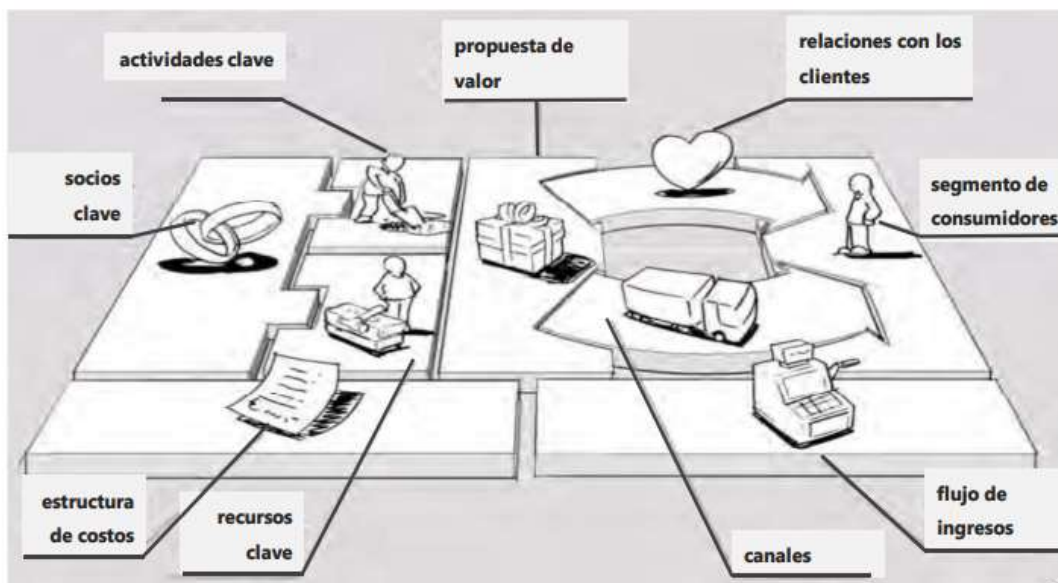 actividades clave
propuesta de
valor
relaciones con los
clientes
socios
clave
segmento de
consumidores
estructura
de costos
recursos
clave
canales
flujo de
ingresos